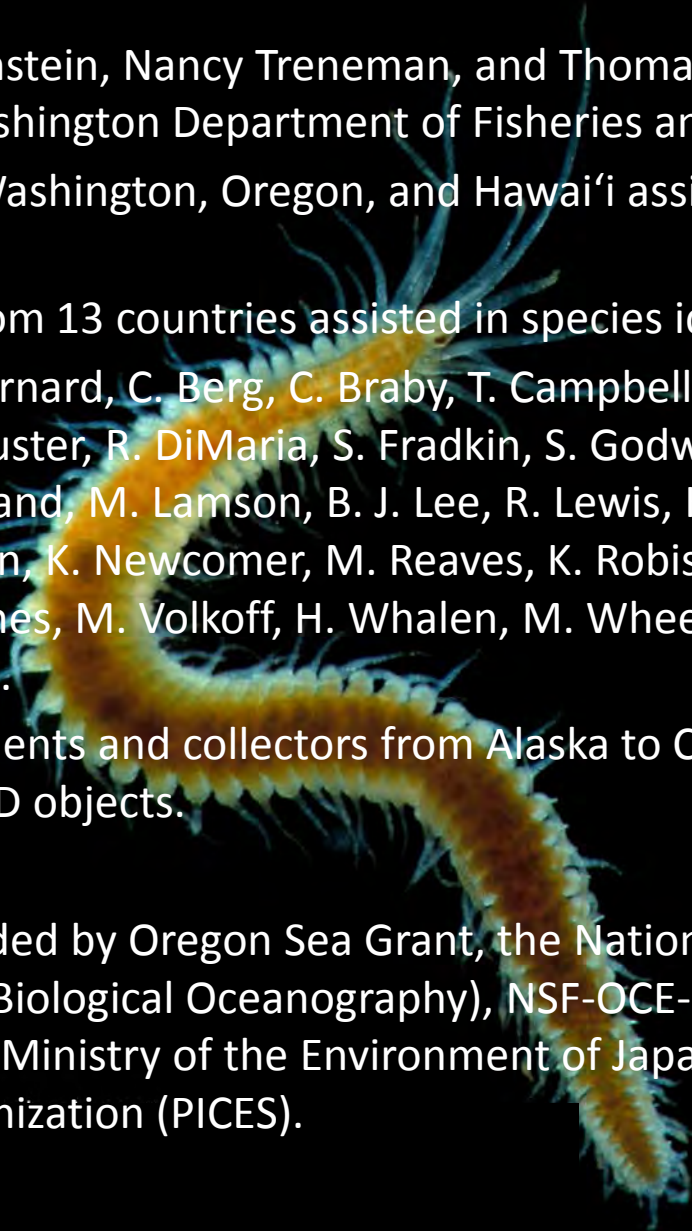 nstein, Nancy Treneman, and Thoma
shington Department of Fisheries an
Washington, Oregon, and Hawai‘i assi
om 13 countries assisted in species id
rnard, C. Berg, C. Braby, T. Campbell
uster, R. DiMaria, S. Fradkin, S. Godw
and, M. Lamson, B. J. Lee, R. Lewis,
n, K. Newcomer, M. Reaves, K. Robis
nes, M. Volkoff, H. Whalen, M. Whee
.
ents and collectors from Alaska to C
D objects.
ded by Oregon Sea Grant, the Nation
Biological Oceanography), NSF-OCE-
Ministry of the Environment of Japa
nization (PICES).